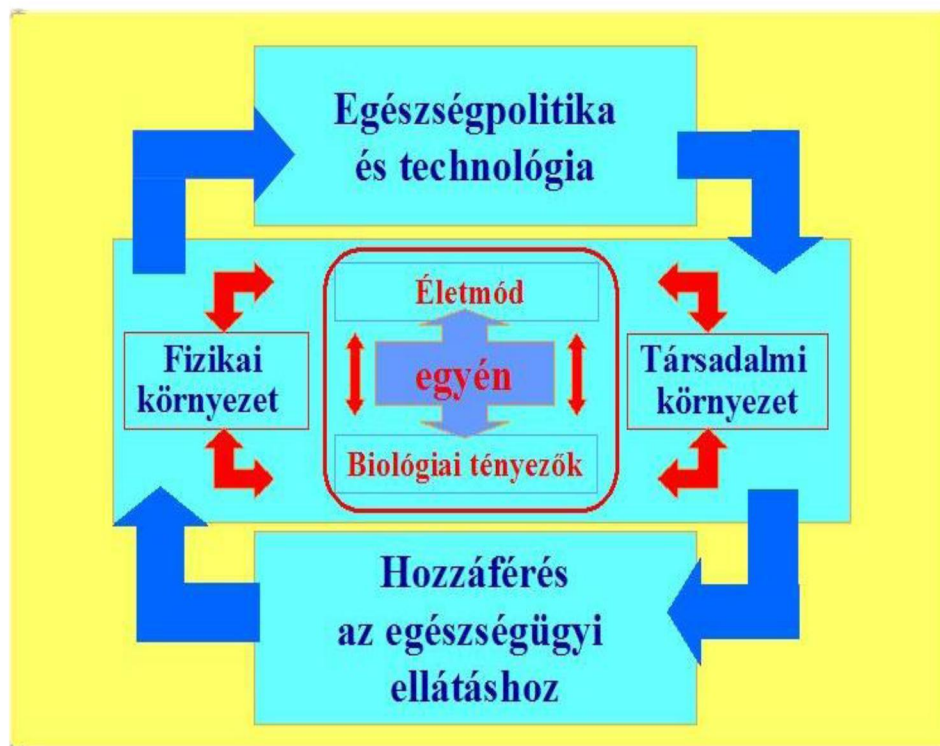 Egészségpolitika
és technológia
Életmód
Fizikai
környezet
egyén
Társadalmi
környezet
Biológiai tényezők
Hozzáférés
az egészségügyi
ellátáshoz